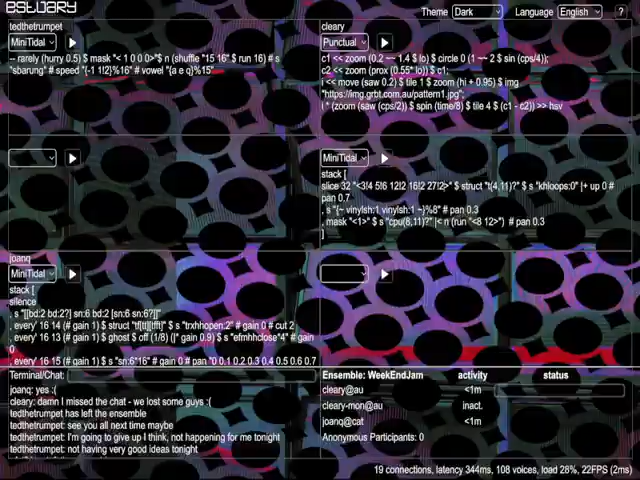 ESTUARY
Theme Dark Language English ?
tedthetrumpet
MiniTidal
-- rarely (hurry 0.5) $ mask "< 1 0 0 0>"$ n (shuffle "15 16" $ run 16) # s
"sbarung" # speed "{-1 1!2}%16" # vowel "{a e q}%15"
cleary
Punctual
c1 << zoom (0.2 ~~ 1.4 $ lo) $ circle 0 (1 ~~ 2 $ sin (cps/4));
c2 << zoom (prox (0.55* lo)) $ c1;
i << move (saw 0.2) $ tile 1 $ zoom (hi + 0.95) $ img
"https://img.grbt.com.au/pattern1.jpg";
i * (zoom (saw (cps/2)) $ spin (time/8) $ tile 4 $ (c1 - c2)) >> hsv
MiniTidal
stack [
slice 32 "<3!4 5!6 12!2 16!2 27!2>" $ struct "t(4,11)?" $ s "khloops:0" |+ up 0 #
pan 0.7
, s "{~ vinylsh:1 vinylsh:1 ~}%8" # pan 0.3
, mask "<1>" $ s "cpu(8,11)?" |< n (run "<8 12>") # pan 0.3
]
joanq
MiniTidal
stack [
silence
, s "[[bd:2 bd:2?] sn:6 bd:2 [sn:6 sn:6?]]"
, every' 16 14 (# gain 1) $ struct "tf[tt][tfft]" $ s "trxhhopen:2" # gain 0 # cut 2
, every' 16 13 (# gain 1) $ ghost $ off (1/8) (|* gain 0.9) $ s "efmhhclose*4" # gain
0
, every' 16 15 (# gain 1) $ s "sn:6*16" # gain 0 # pan "0 0.1 0.2 0.3 0.4 0.5 0.6 0.7
Terminal/Chat:
joanq: yes :(
cleary: damn I missed the chat - we lost some guys :(
tedthetrumpet has left the ensemble
tedthetrumpet: see you all next time maybe
tedthetrumpet: I'm going to give up I think, not happening for me tonight
tedthetrumpet: not having very good ideas tonight
Ensemble: WeekEndJam activity status
cleary@au <1m
cleary-mon@au inact.
joanq@cat <1m
Anonymous Participants: 0
19 connections, latency 344ms, 108 voices, load 28%, 22FPS (2ms)